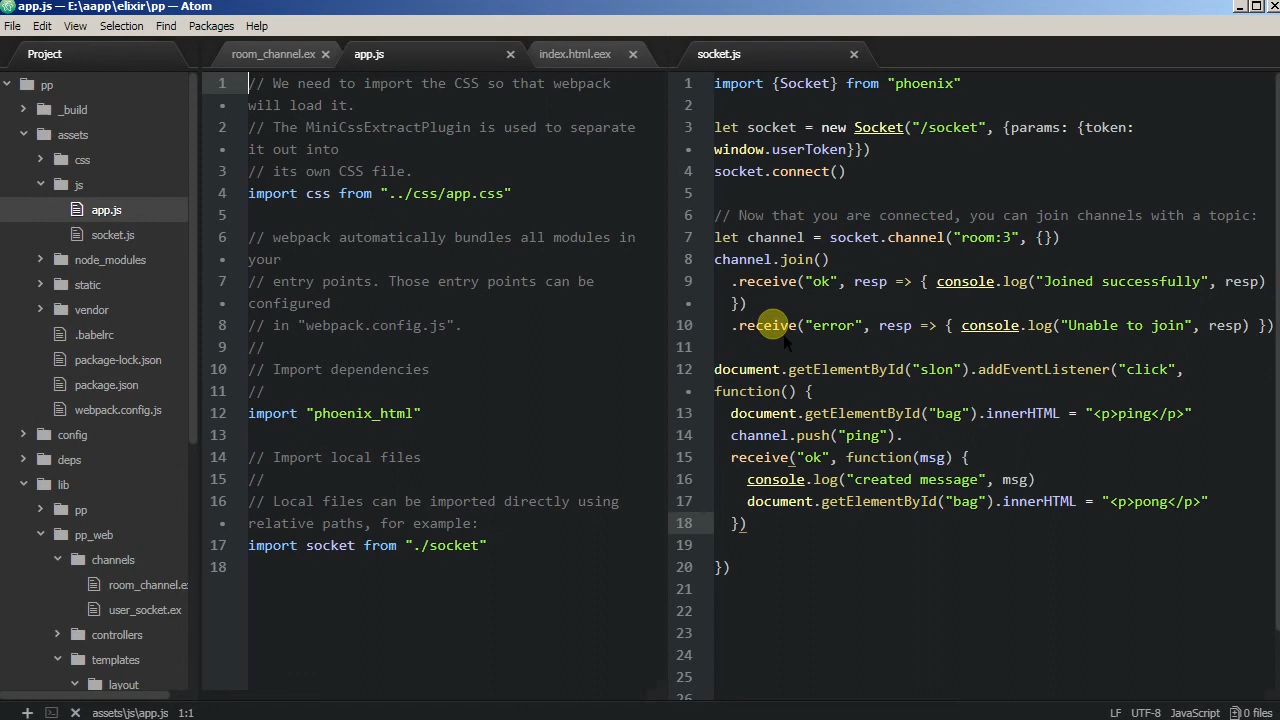 app.js — E:\aapp\elixir\pp — Atom
File Edit View Selection Find Packages Help
Project
pp
_build
assets
css
js
app.js
socket.js
node_modules
static
vendor
.babelrc
package-lock.json
package.json
webpack.config.js
config
deps
lib
pp
pp_web
channels
room_channel.ex
user_socket.ex
controllers
templates
layout
room_channel.ex app.js index.html.eex
1 // We need to import the CSS so that webpack
• will load it.
2 // The MiniCssExtractPlugin is used to separate
• it out into
3 // its own CSS file.
4 import css from "../css/app.css"
5
6 // webpack automatically bundles all modules in
• your
7 // entry points. Those entry points can be
• configured
8 // in "webpack.config.js".
9 //
10 // Import dependencies
11 //
12 import "phoenix_html"
13
14 // Import local files
15 //
16 // Local files can be imported directly using
• relative paths, for example:
17 import socket from "./socket"
18
socket.js
1 import {Socket} from "phoenix"
2
3 let socket = new Socket("/socket", {params: {token:
• window.userToken}})
4 socket.connect()
5
6 // Now that you are connected, you can join channels with a topic:
7 let channel = socket.channel("room:3", {})
8 channel.join()
9 .receive("ok", resp => { console.log("Joined successfully", resp)
• })
10 .receive("error", resp => { console.log("Unable to join", resp) })
11
12 document.getElementById("slon").addEventListener("click",
• function() {
13 document.getElementById("bag").innerHTML = "<p>ping</p>"
14 channel.push("ping").
15 receive("ok", function(msg) {
16 console.log("created message", msg)
17 document.getElementById("bag").innerHTML = "<p>pong</p>"
18 })
19
20 })
21
22
23
24
25
26
assets\js\app.js 1:1 LF UTF-8 JavaScript 0 files